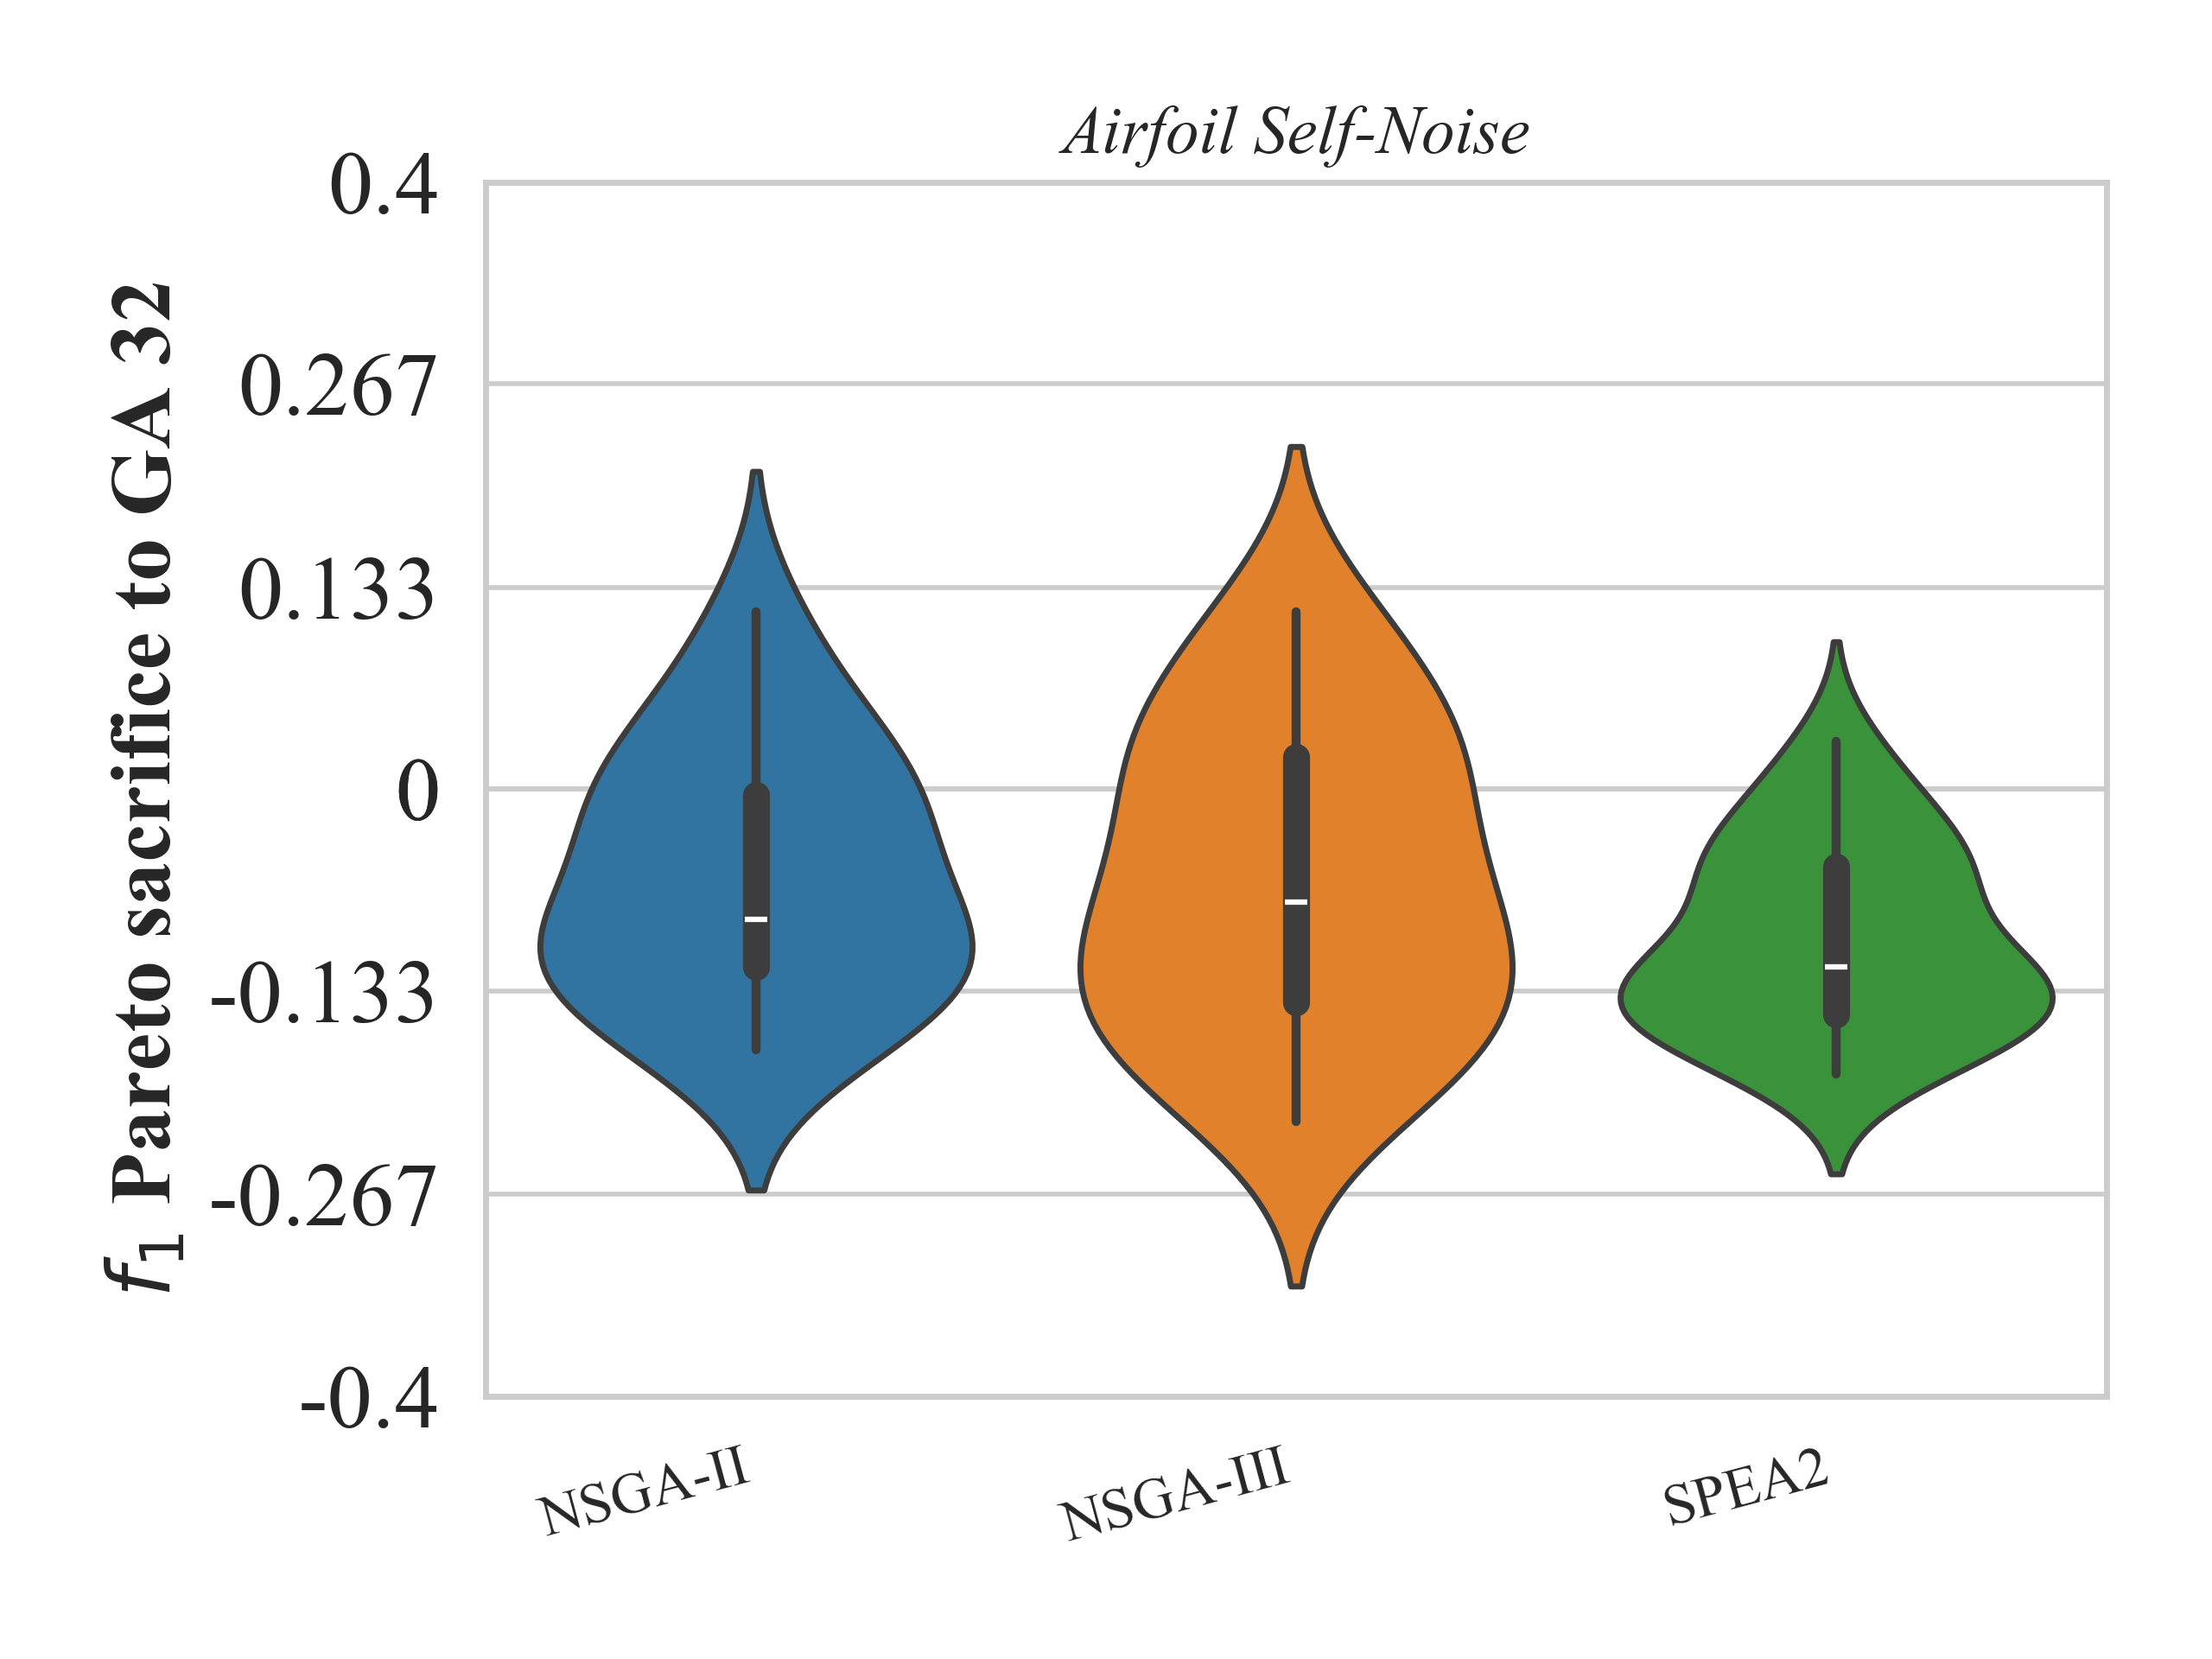 Airfoil Self-Noise
f1 Pareto sacrifice to GA 32
0.4
0.267
0.133
0
-0.133
-0.267
-0.4
NSGA-II
NSGA-III
SPEA2